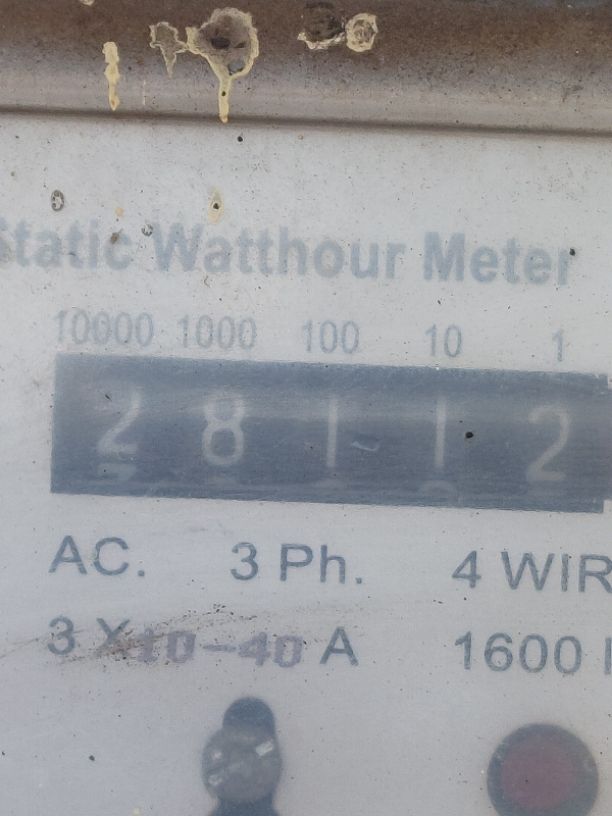 Static Watthour Meter
10000 1000 100 10 1
2 8 1 1 2
AC. 3 Ph. 4 WIR
3 X10-40 A 1600 I